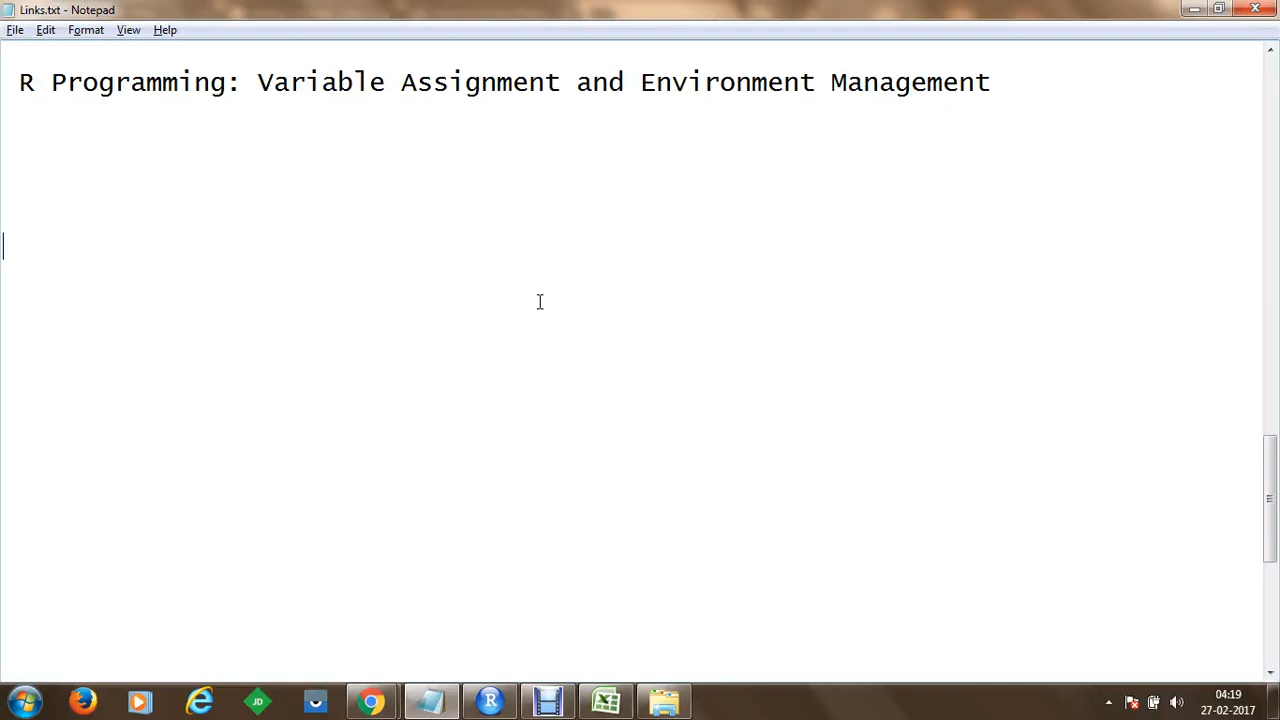 Links.txt - Notepad
File Edit Format View Help
R Programming: Variable Assignment and Environment Management
JD
R
04:19
27-02-2017